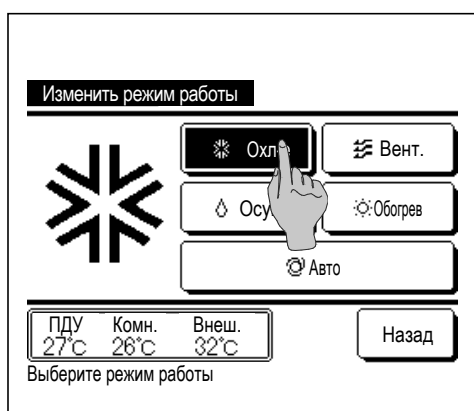 Изменить режим работы
Вент.
Обогрев
Авто
ПДУ Комн. Внеш.
27°c 26°c 32°c
Назад
Выберите режим работы